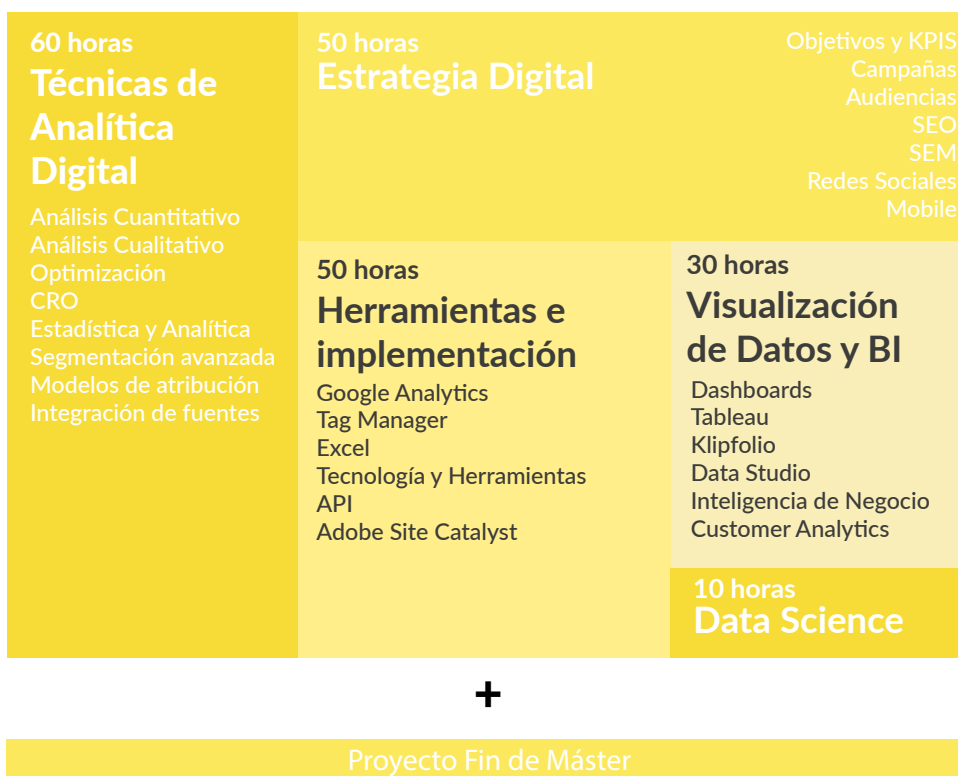 60 horas
Técnicas de
Analítica
Digital
Análisis Cuantitativo
Análisis Cualitativo
Optimización
CRO
Estadística y Analítica
Segmentación avanzada
Modelos de atribución
Integración de fuentes
50 horas
Estrategia Digital
Objetivos y KPIS
Campañas
Audiencias
SEO
SEM
Redes Sociales
Mobile
50 horas
Herramientas e
implementación
Google Analytics
Tag Manager
Excel
Tecnología y Herramientas
API
Adobe Site Catalyst
30 horas
Visualización
de Datos y BI
Dashboards
Tableau
Klipfolio
Data Studio
Inteligencia de Negocio
Customer Analytics
10 horas
Data Science
+
Proyecto Fin de Máster